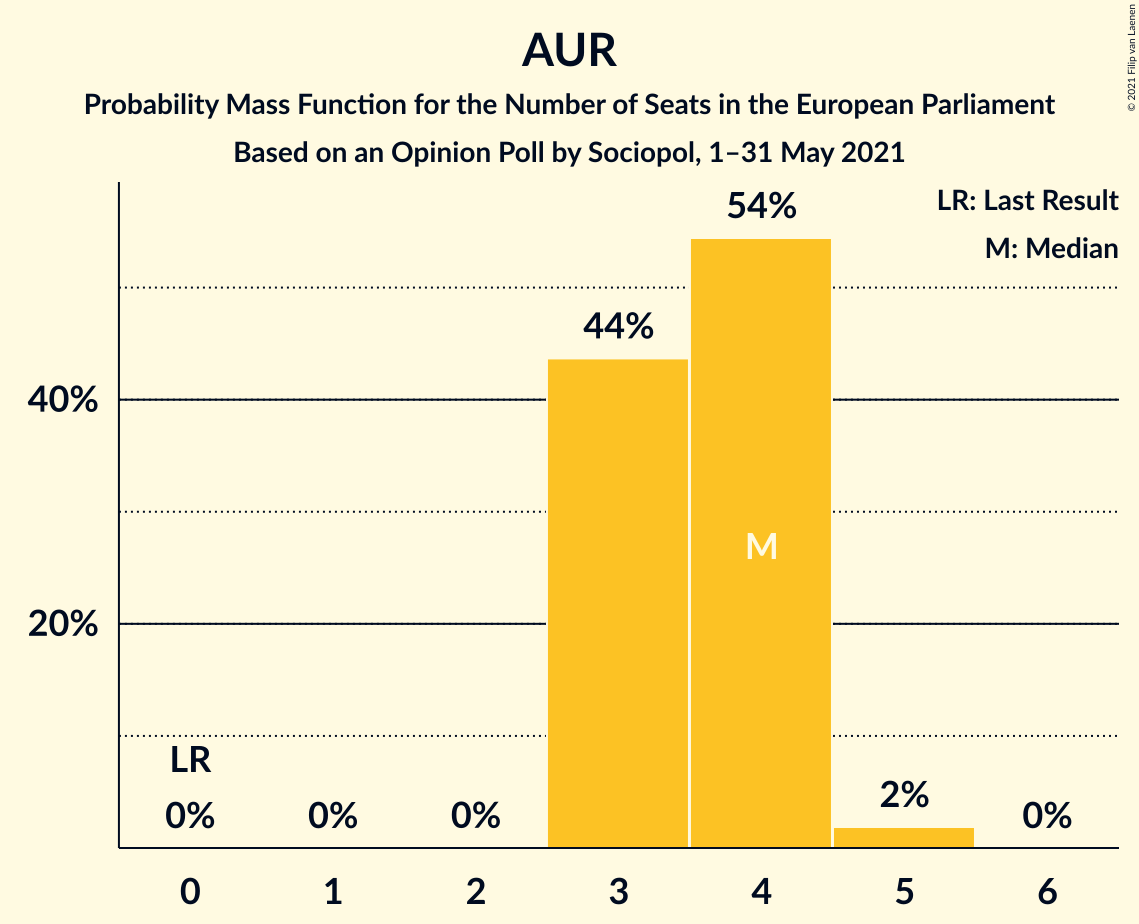 AUR
Probability Mass Function for the Number of Seats in the European Parliament
Based on an Opinion Poll by Sociopol, 1–31 May 2021
© 2021 Filip van Laenen
LR: Last Result
M: Median
54%
44%
40%
M
20%
LR
0%
0%
0%
2%
0%
0
1
2
3
4
5
6